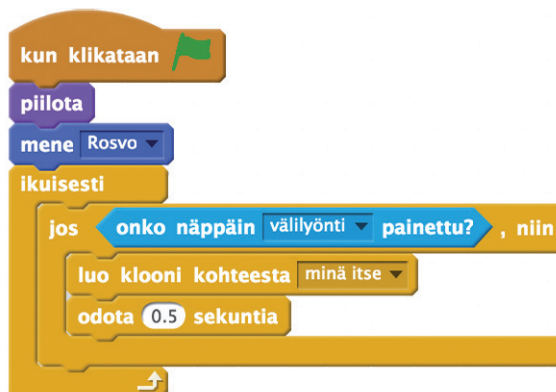 kun klikataan
piilota
mene Rosvo
ikuisesti
jos onko näppäin välilyönti painettu? , niin
luo klooni kohteesta minä itse
odota 0.5 sekuntia